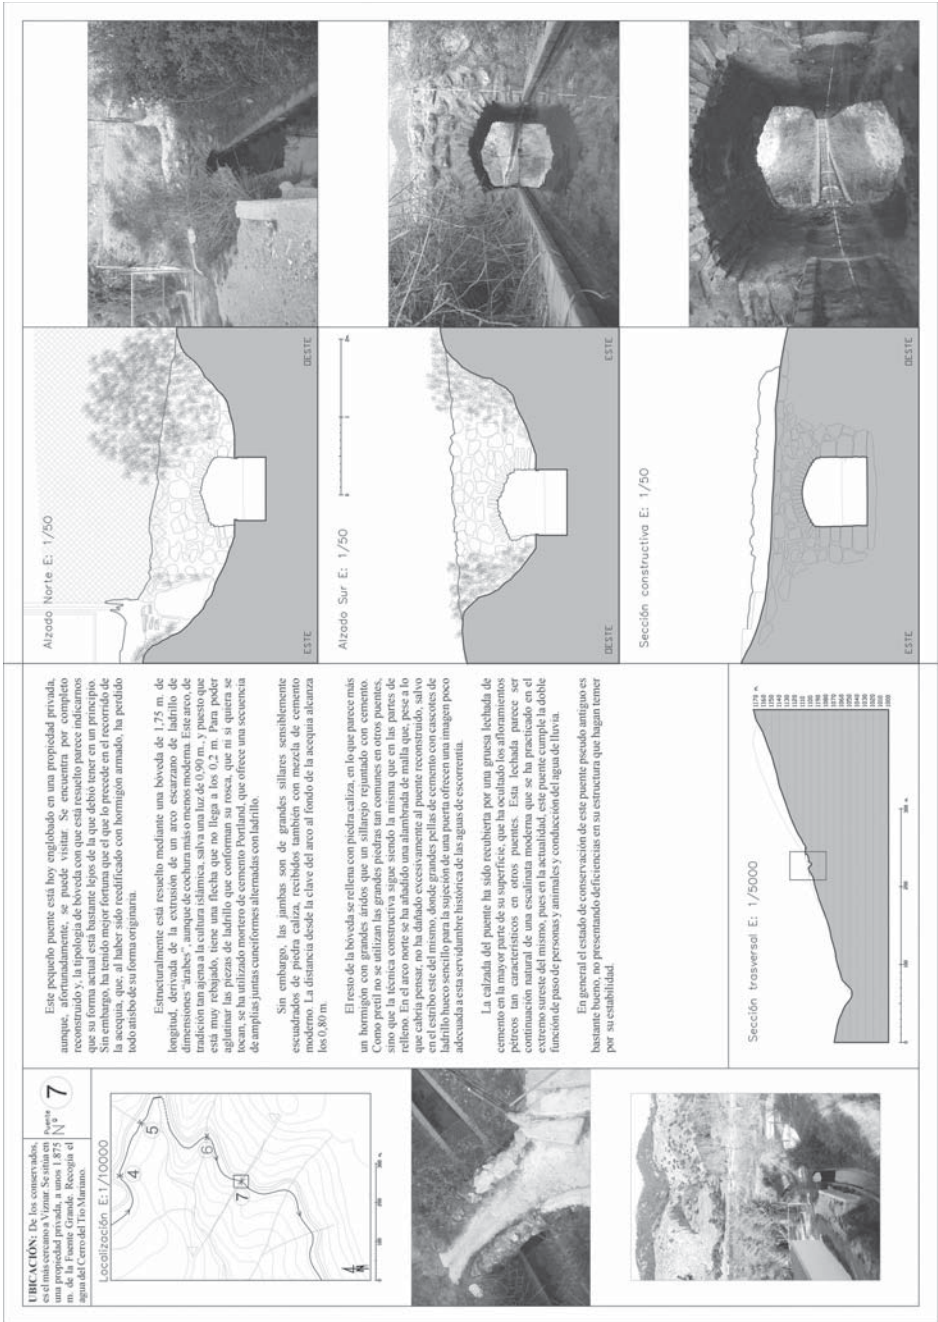 UBICACIÓN: De los conservados,
es el más cercano a Víznar. Se sitúa en
una propiedad privada, a unos 1.875
m. de la Fuente Grande. Recogía el
agua del Cerro del Tío Mariano.
Puente
Nº 7
Localización E:1/10000
4
5
6
7
N
0 100 200 300 m.
Este pequeño puente está hoy englobado en una propiedad privada,
aunque, afortunadamente, se puede visitar. Se encuentra por completo
reconstruido y, la tipología de bóveda con que está resuelto parece indicarnos
que su forma actual está bastante lejos de la que debió tener en un principio.
Sin embargo, ha tenido mejor fortuna que el que lo precede en el recorrido de
la acequia, que, al haber sido reedificado con hormigón armado, ha perdido
todo atisbo de su forma originaria.
Estructuralmente está resuelto mediante una bóveda de 1,75 m. de
longitud, derivada de la extrusión de un arco escarzano de ladrillo de
dimensiones “árabes”, aunque de cochura más o menos moderna. Este arco, de
tradición tan ajena a la cultura islámica, salva una luz de 0,90 m., y puesto que
está muy rebajado, tiene una flecha que no llega a los 0,2 m. Para poder
aglutinar las piezas de ladrillo que conforman su rosca, que ni si quiera se
tocan, se ha utilizado mortero de cemento Portland, que ofrece una secuencia
de amplias juntas cuneiformes alternadas con ladrillo.
Sin embargo, las jambas son de grandes sillares sensiblemente
escuadrados de piedra caliza, recibidos también con mezcla de cemento
moderno. La distancia desde la clave del arco al fondo de la acequia alcanza
los 0,80 m.
El resto de la bóveda se rellena con piedra caliza, en lo que parece más
un hormigón con grandes áridos que un sillarejo rejuntado con cemento.
Como pretil no se utilizan las grandes piedras tan comunes en otros puentes,
sino que la técnica constructiva sigue siendo la misma que en las partes de
relleno. En el arco norte se ha añadido una alambrada de malla que, pese a lo
que cabría pensar, no ha dañado excesivamente al puente reconstruido, salvo
en el estribo este del mismo, donde grandes pellas de cemento con cascotes de
ladrillo hueco sencillo para la sujeción de una puerta ofrecen una imagen poco
adecuada a esta servidumbre histórica de las aguas de escorrentía.
La calzada del puente ha sido recubierta por una gruesa lechada de
cemento en la mayor parte de su superficie, que ha ocultado los afloramientos
pétreos tan característicos en otros puentes. Esta lechada parece ser
continuación natural de una escalinata moderna que se ha practicado en el
extremo sureste del mismo, pues en la actualidad, este puente cumple la doble
función de paso de personas y animales y conducción del agua de lluvia.
En general el estado de conservación de este puente pseudo antiguo es
bastante bueno, no presentando deficiencias en su estructura que hagan temer
por su estabilidad.
Sección trasversal E: 1/5000
0 100 200 300 m.
Alzado Norte E: 1/50
ESTE
OESTE
Alzado Sur E: 1/50
OESTE
ESTE
Sección constructiva E: 1/50
ESTE
OESTE